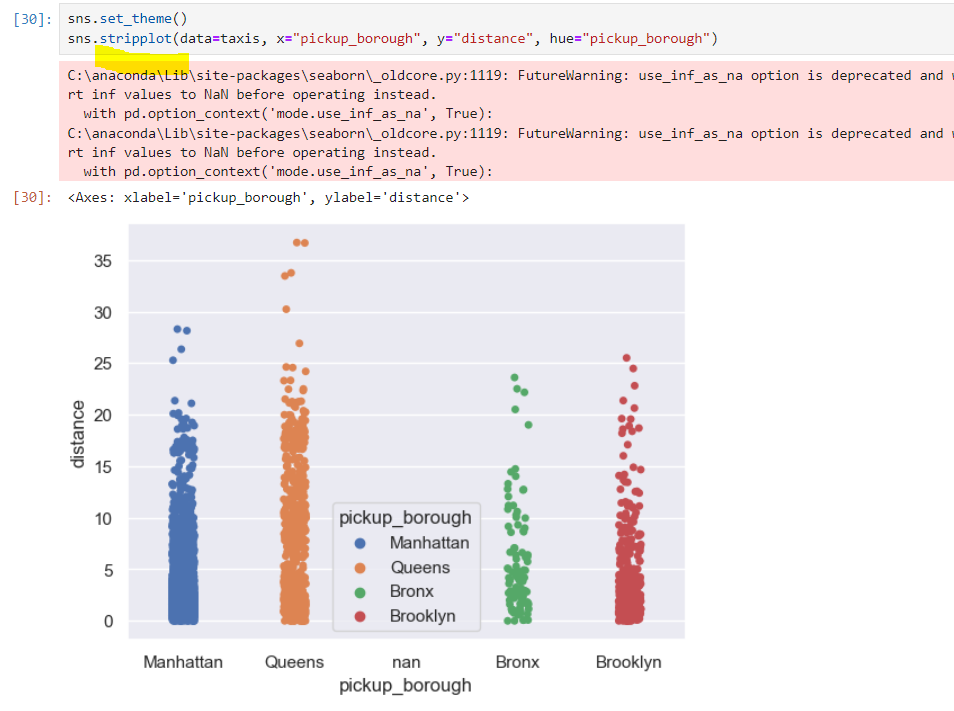 [30]: sns.set_theme()
sns.stripplot(data=taxis, x="pickup_borough", y="distance", hue="pickup_borough")
C:\anaconda\Lib\site-packages\seaborn\_oldcore.py:1119: FutureWarning: use_inf_as_na option is deprecated and
rt inf values to NaN before operating instead.
with pd.option_context('mode.use_inf_as_na', True):
C:\anaconda\Lib\site-packages\seaborn\_oldcore.py:1119: FutureWarning: use_inf_as_na option is deprecated and
rt inf values to NaN before operating instead.
with pd.option_context('mode.use_inf_as_na', True):
[30]: <Axes: xlabel='pickup_borough', ylabel='distance'>
35
30
25
20
15
10
5
0
distance
pickup_borough
Manhattan
Queens
Bronx
Brooklyn
Manhattan Queens nan Bronx Brooklyn
pickup_borough